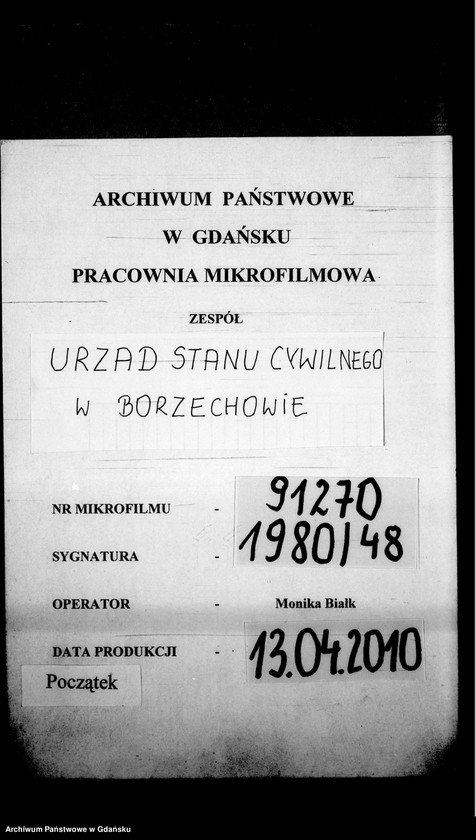 ARCHIWUM PAŃSTWOWE
W GDAŃSKU
PRACOWNIA MIKROFILMOWA
ZESPÓŁ
URZAD STANU CYWILNEGO
W BORZECHOWIE
NR MIKROFILMU - 91270
SYGNATURA - 1980/48
OPERATOR - Monika Białk
DATA PRODUKCJI - 13.04.2010
Początek
Archiwum Państwowe w Gdańsku